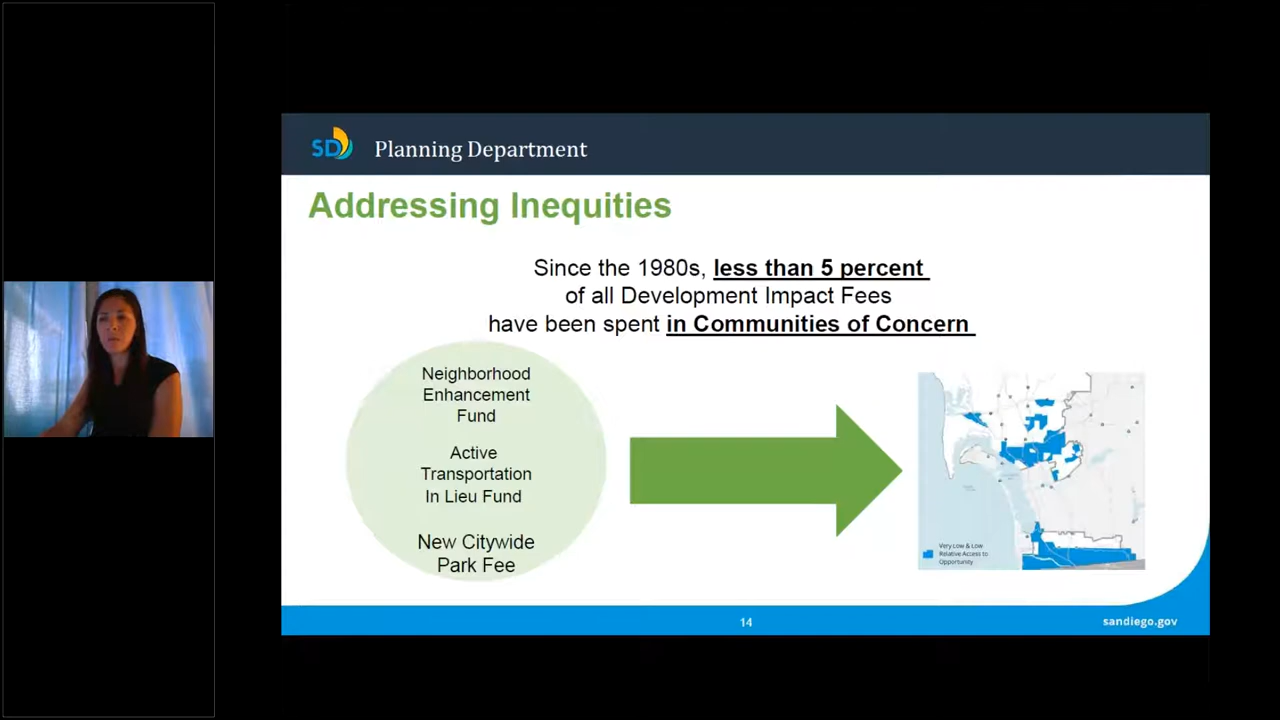 SD
Planning Department
Addressing Inequities
Since the 1980s, less than 5 percent
of all Development Impact Fees
have been spent in Communities of Concern
Neighborhood
Enhancement
Fund
Active
Transportation
In Lieu Fund
New Citywide
Park Fee
Very Low & Low
Relative Access to
Opportunity
14
sandiego.gov